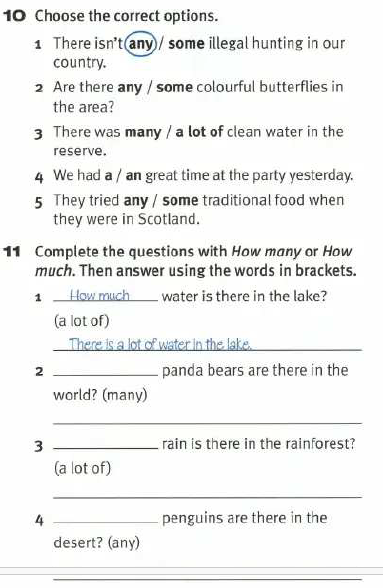 10 Choose the correct options.
1 There isn't any / some illegal hunting in our
country.
2 Are there any / some colourful butterflies in
the area?
3 There was many / a lot of clean water in the
reserve.
4 We had a / an great time at the party yesterday.
5 They tried any / some traditional food when
they were in Scotland.
11 Complete the questions with How many or How
much. Then answer using the words in brackets.
1 How much water is there in the lake?
(a lot of)
There is a lot of water in the lake.
2 __________ panda bears are there in the
world? (many)
3 __________ rain is there in the rainforest?
(a lot of)
4 __________ penguins are there in the
desert? (any)